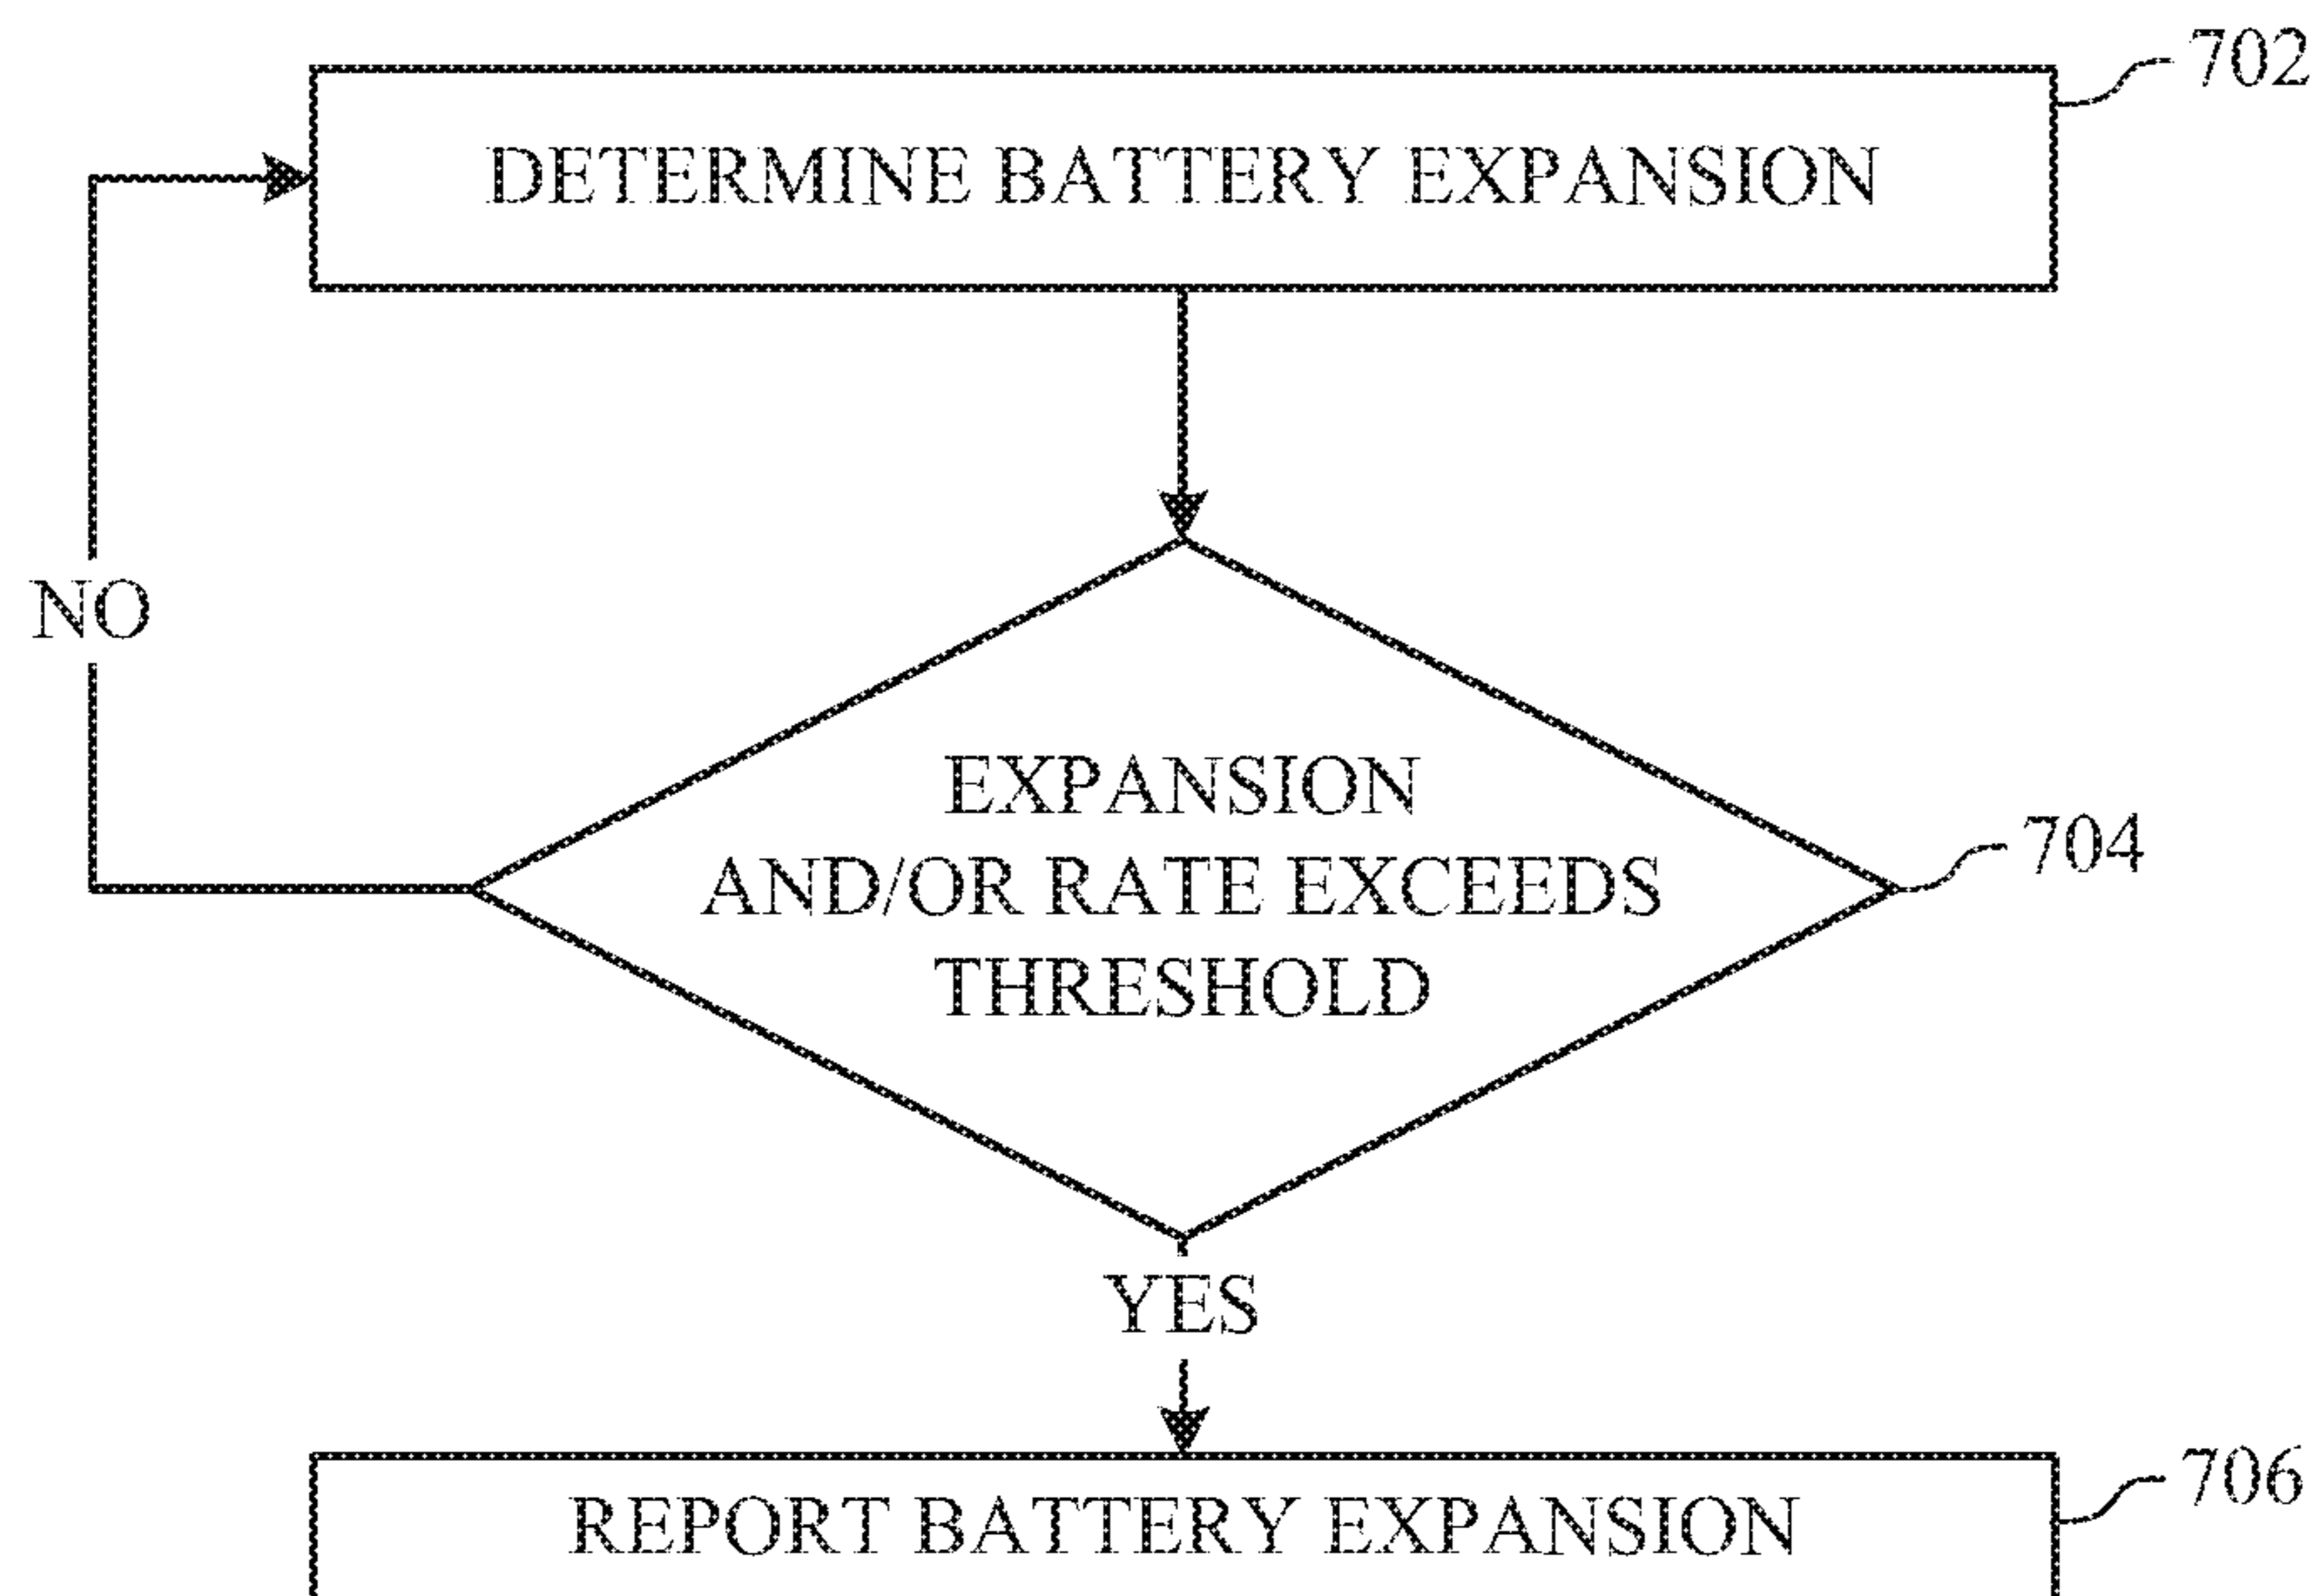 702
DETERMINE BATTERY EXPANSION
NO
EXPANSION
AND/OR RATE EXCEEDS
THRESHOLD
704
YES
706
REPORT BATTERY EXPANSION